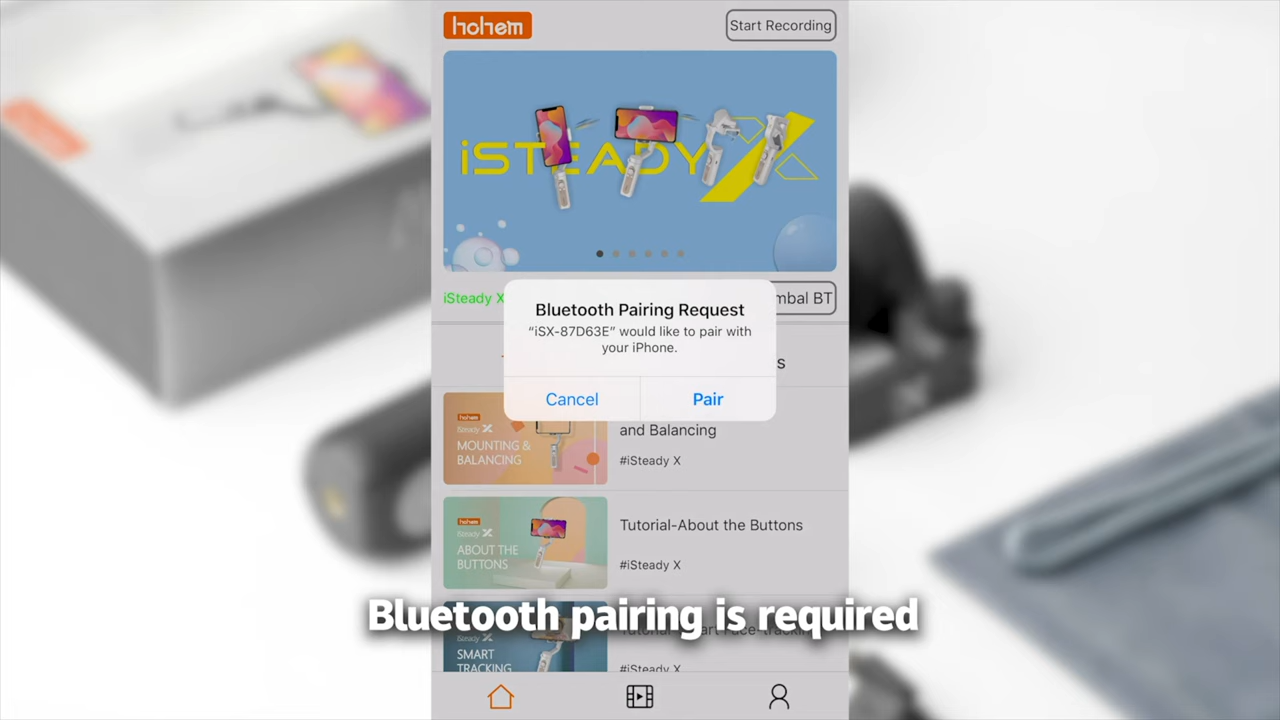 hohem
Start Recording
iSTEADY X
iSteady X
mbal BT
Bluetooth Pairing Request
“iSX-87D63E” would like to pair with
your iPhone.
s
Cancel
Pair
hohem
iSteady X
MOUNTING &
BALANCING
and Balancing
#iSteady X
hohem
iSteady X
ABOUT THE
BUTTONS
Tutorial-About the Buttons
#iSteady X
Bluetooth pairing is required
iSteady X
SMART
TRACKING
#iSteady X